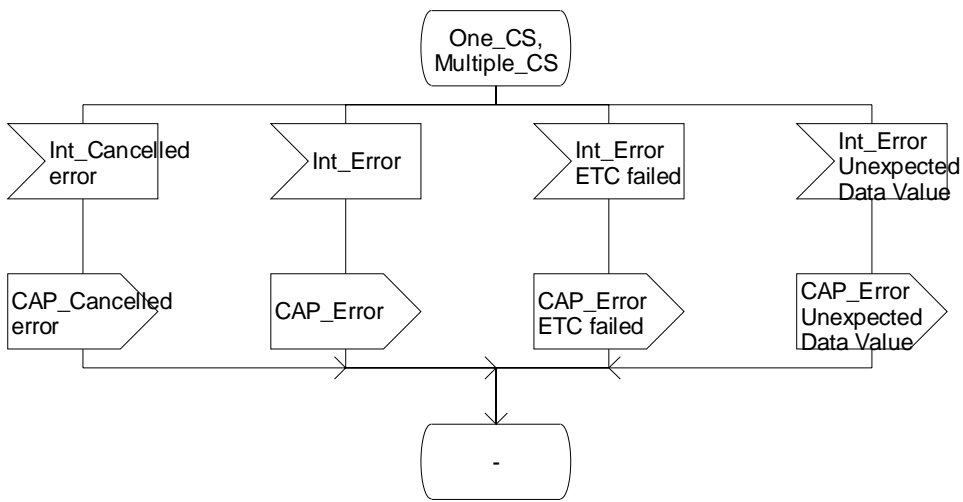 One_CS,
Multiple_CS
Int_Cancelled
error
Int_Error
Int_Error
ETC failed
Int_Error
Unexpected
Data Value
CAP_Cancelled
error
CAP_Error
CAP_Error
ETC failed
CAP_Error
Unexpected
Data Value
-